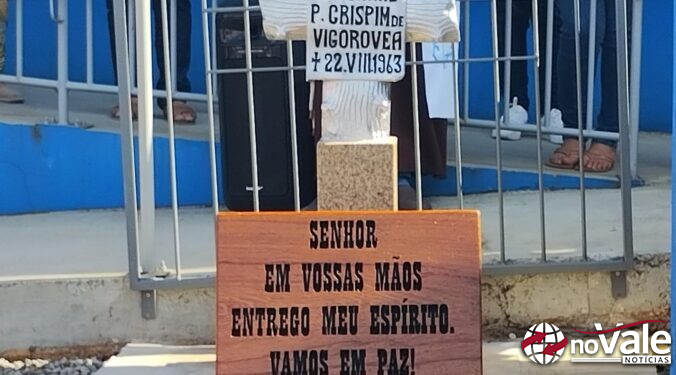 P. CRISPIM DE
VIGOROVEA
✝ 22.VIII.1963
SENHOR
EM VOSSAS MÃOS
ENTREGO MEU ESPÍRITO.
VAMOS EM PAZ!
noVale
NOTÍCIAS